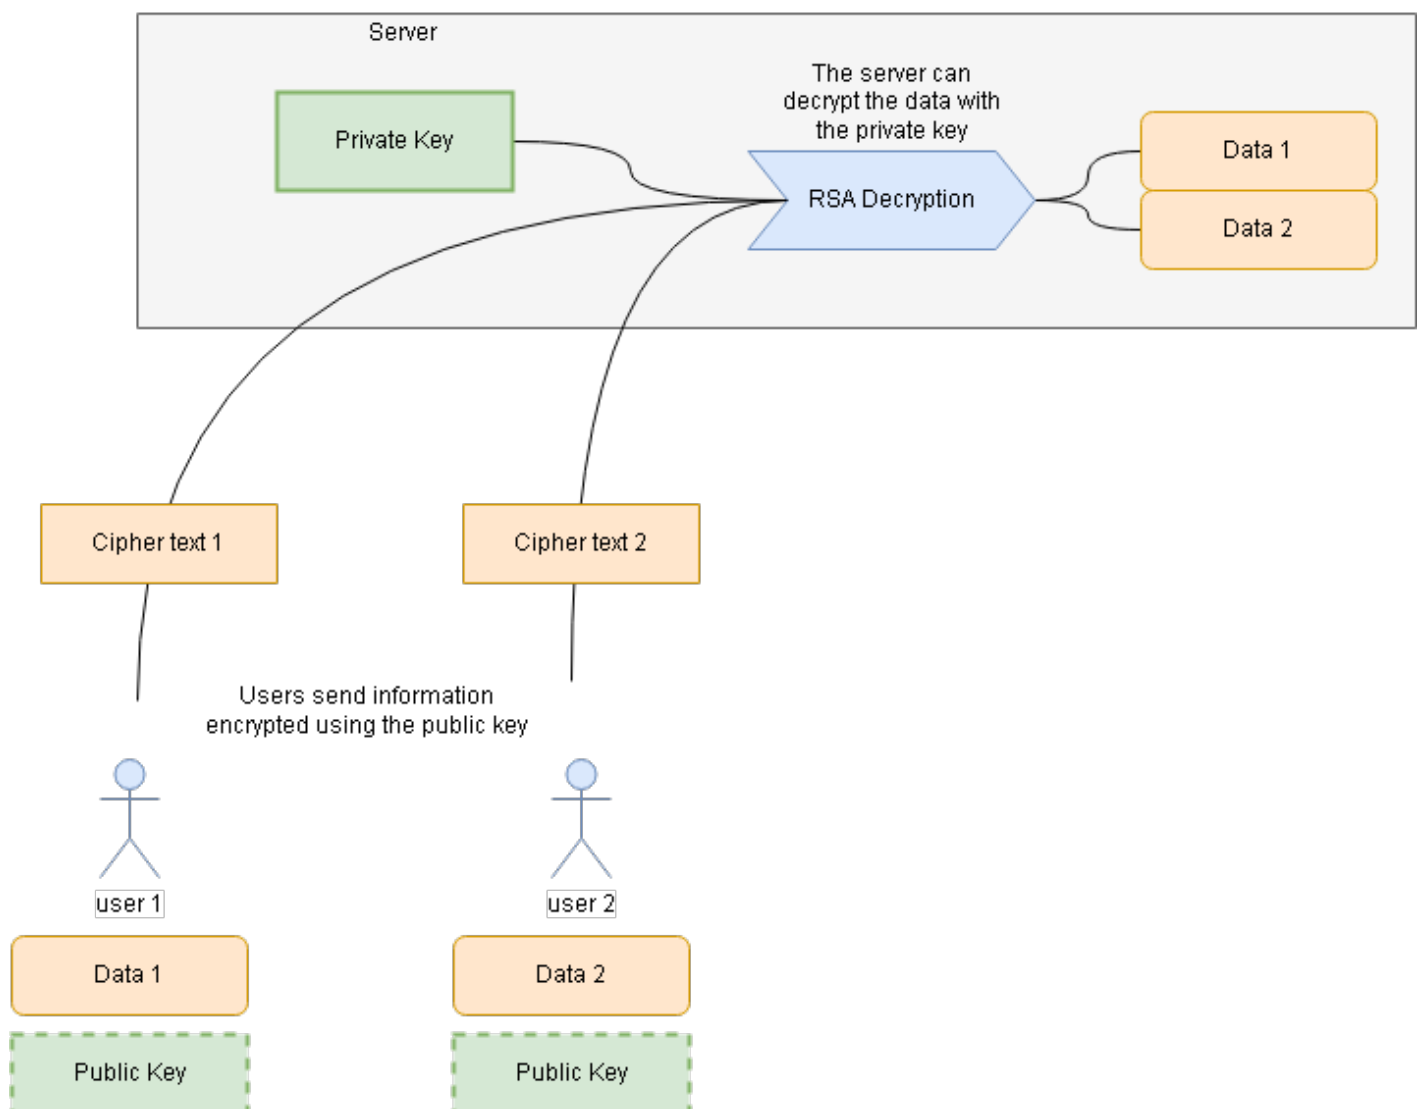 Server
The server can
decrypt the data with
the private key
Private Key
RSA Decryption
Data 1
Data 2
Cipher text 1
Cipher text 2
Users send information
encrypted using the public key
user 1
user 2
Data 1
Data 2
Public Key
Public Key